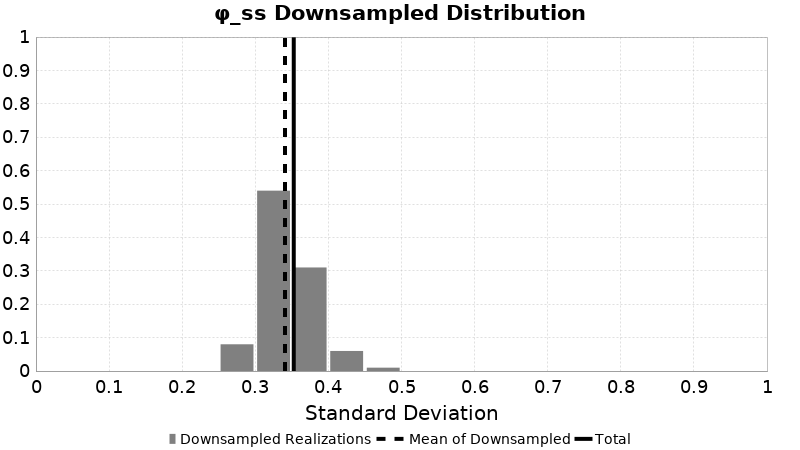 φ_ss Downsampled Distribution
1
0.9
0.8
0.7
0.6
0.5
0.4
0.3
0.2
0.1
0
0 0.1 0.2 0.3 0.4 0.5 0.6 0.7 0.8 0.9 1
Standard Deviation
Downsampled Realizations Mean of Downsampled Total